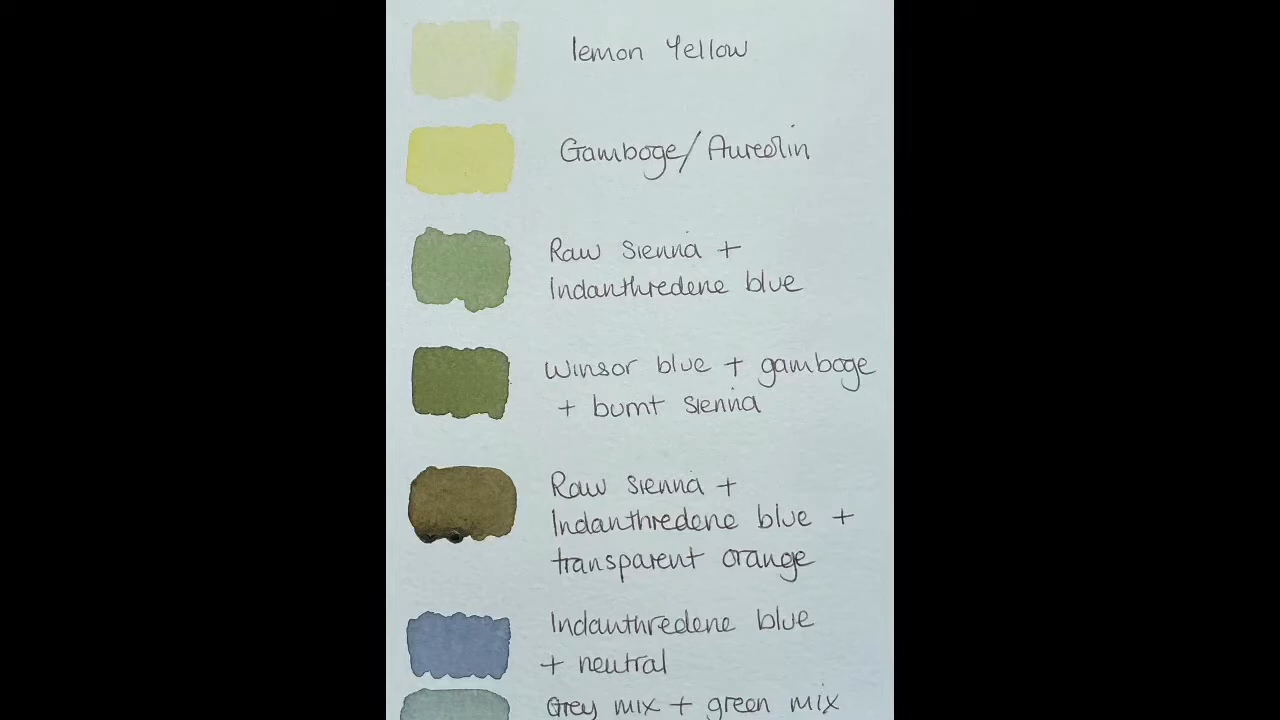 lemon Yellow
Gamboge/Aureolin
Raw Sienna +
Indanthredene blue
Winsor blue + gamboge
+ burnt sienna
Raw sienna +
Indanthredene blue +
transparent orange
Indanthredene blue
+ neutral
Grey mix + green mix